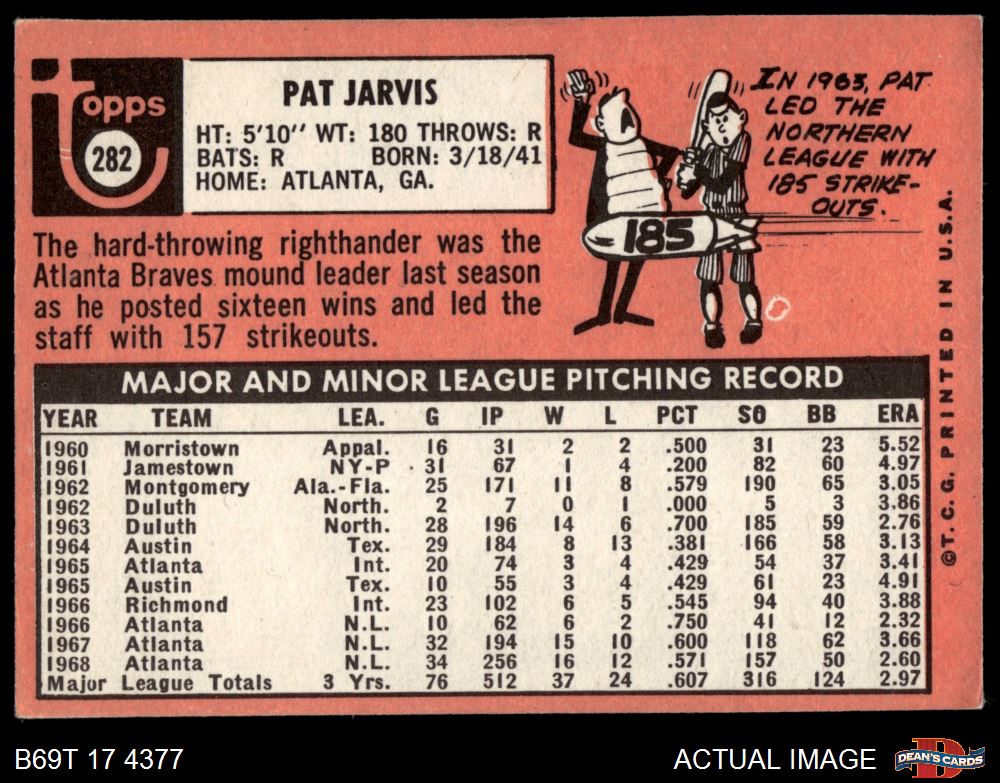 topps
282
PAT JARVIS
HT: 5'10" WT: 180 THROWS: R
BATS: R BORN: 3/18/41
HOME: ATLANTA, GA.
IN 1963, PAT
LED THE
NORTHERN
LEAGUE WITH
185 STRIKE-
OUTS.
185
The hard-throwing righthander was the
Atlanta Braves mound leader last season
as he posted sixteen wins and led the
staff with 157 strikeouts.
MAJOR AND MINOR LEAGUE PITCHING RECORD
YEAR TEAM LEA. G IP W L PCT SO BB ERA
1960 Morristown Appal. 16 31 2 2 .500 31 23 5.52
1961 Jamestown NY-P 31 67 1 4 .200 82 60 4.97
1962 Montgomery Ala.-Fla. 25 171 11 8 .579 190 65 3.05
1962 Duluth North. 2 7 0 1 .000 5 3 3.86
1963 Duluth North. 28 196 14 6 .700 185 59 2.76
1964 Austin Tex. 29 184 8 13 .381 166 58 3.13
1965 Atlanta Int. 20 74 3 4 .429 54 37 3.41
1965 Austin Tex. 10 55 3 4 .429 61 23 4.91
1966 Richmond Int. 23 102 6 5 .545 94 40 3.88
1966 Atlanta N.L. 10 62 6 2 .750 41 12 2.32
1967 Atlanta N.L. 32 194 15 10 .600 118 62 3.66
1968 Atlanta N.L. 34 256 16 12 .571 157 50 2.60
Major League Totals 3 Yrs. 76 512 37 24 .607 316 124 2.97
©T.C.G. PRINTED IN U.S.A.
B69T 17 4377
ACTUAL IMAGE
D
DEAN'S CARDS